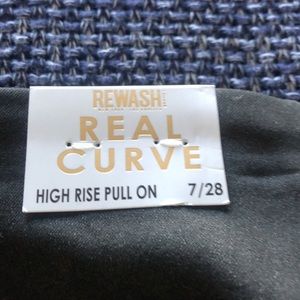 REWASH
REAL
CURVE
HIGH RISE PULL ON 7/28